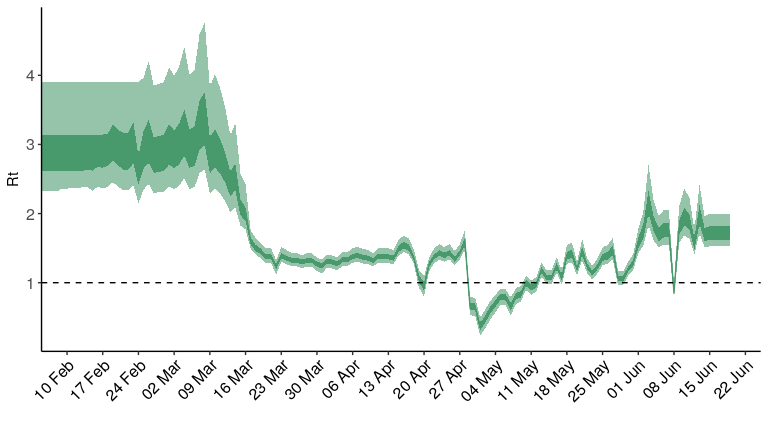 Rt
4
3
2
1
10 Feb
17 Feb
24 Feb
02 Mar
09 Mar
16 Mar
23 Mar
30 Mar
06 Apr
13 Apr
20 Apr
27 Apr
04 May
11 May
18 May
25 May
01 Jun
08 Jun
15 Jun
22 Jun